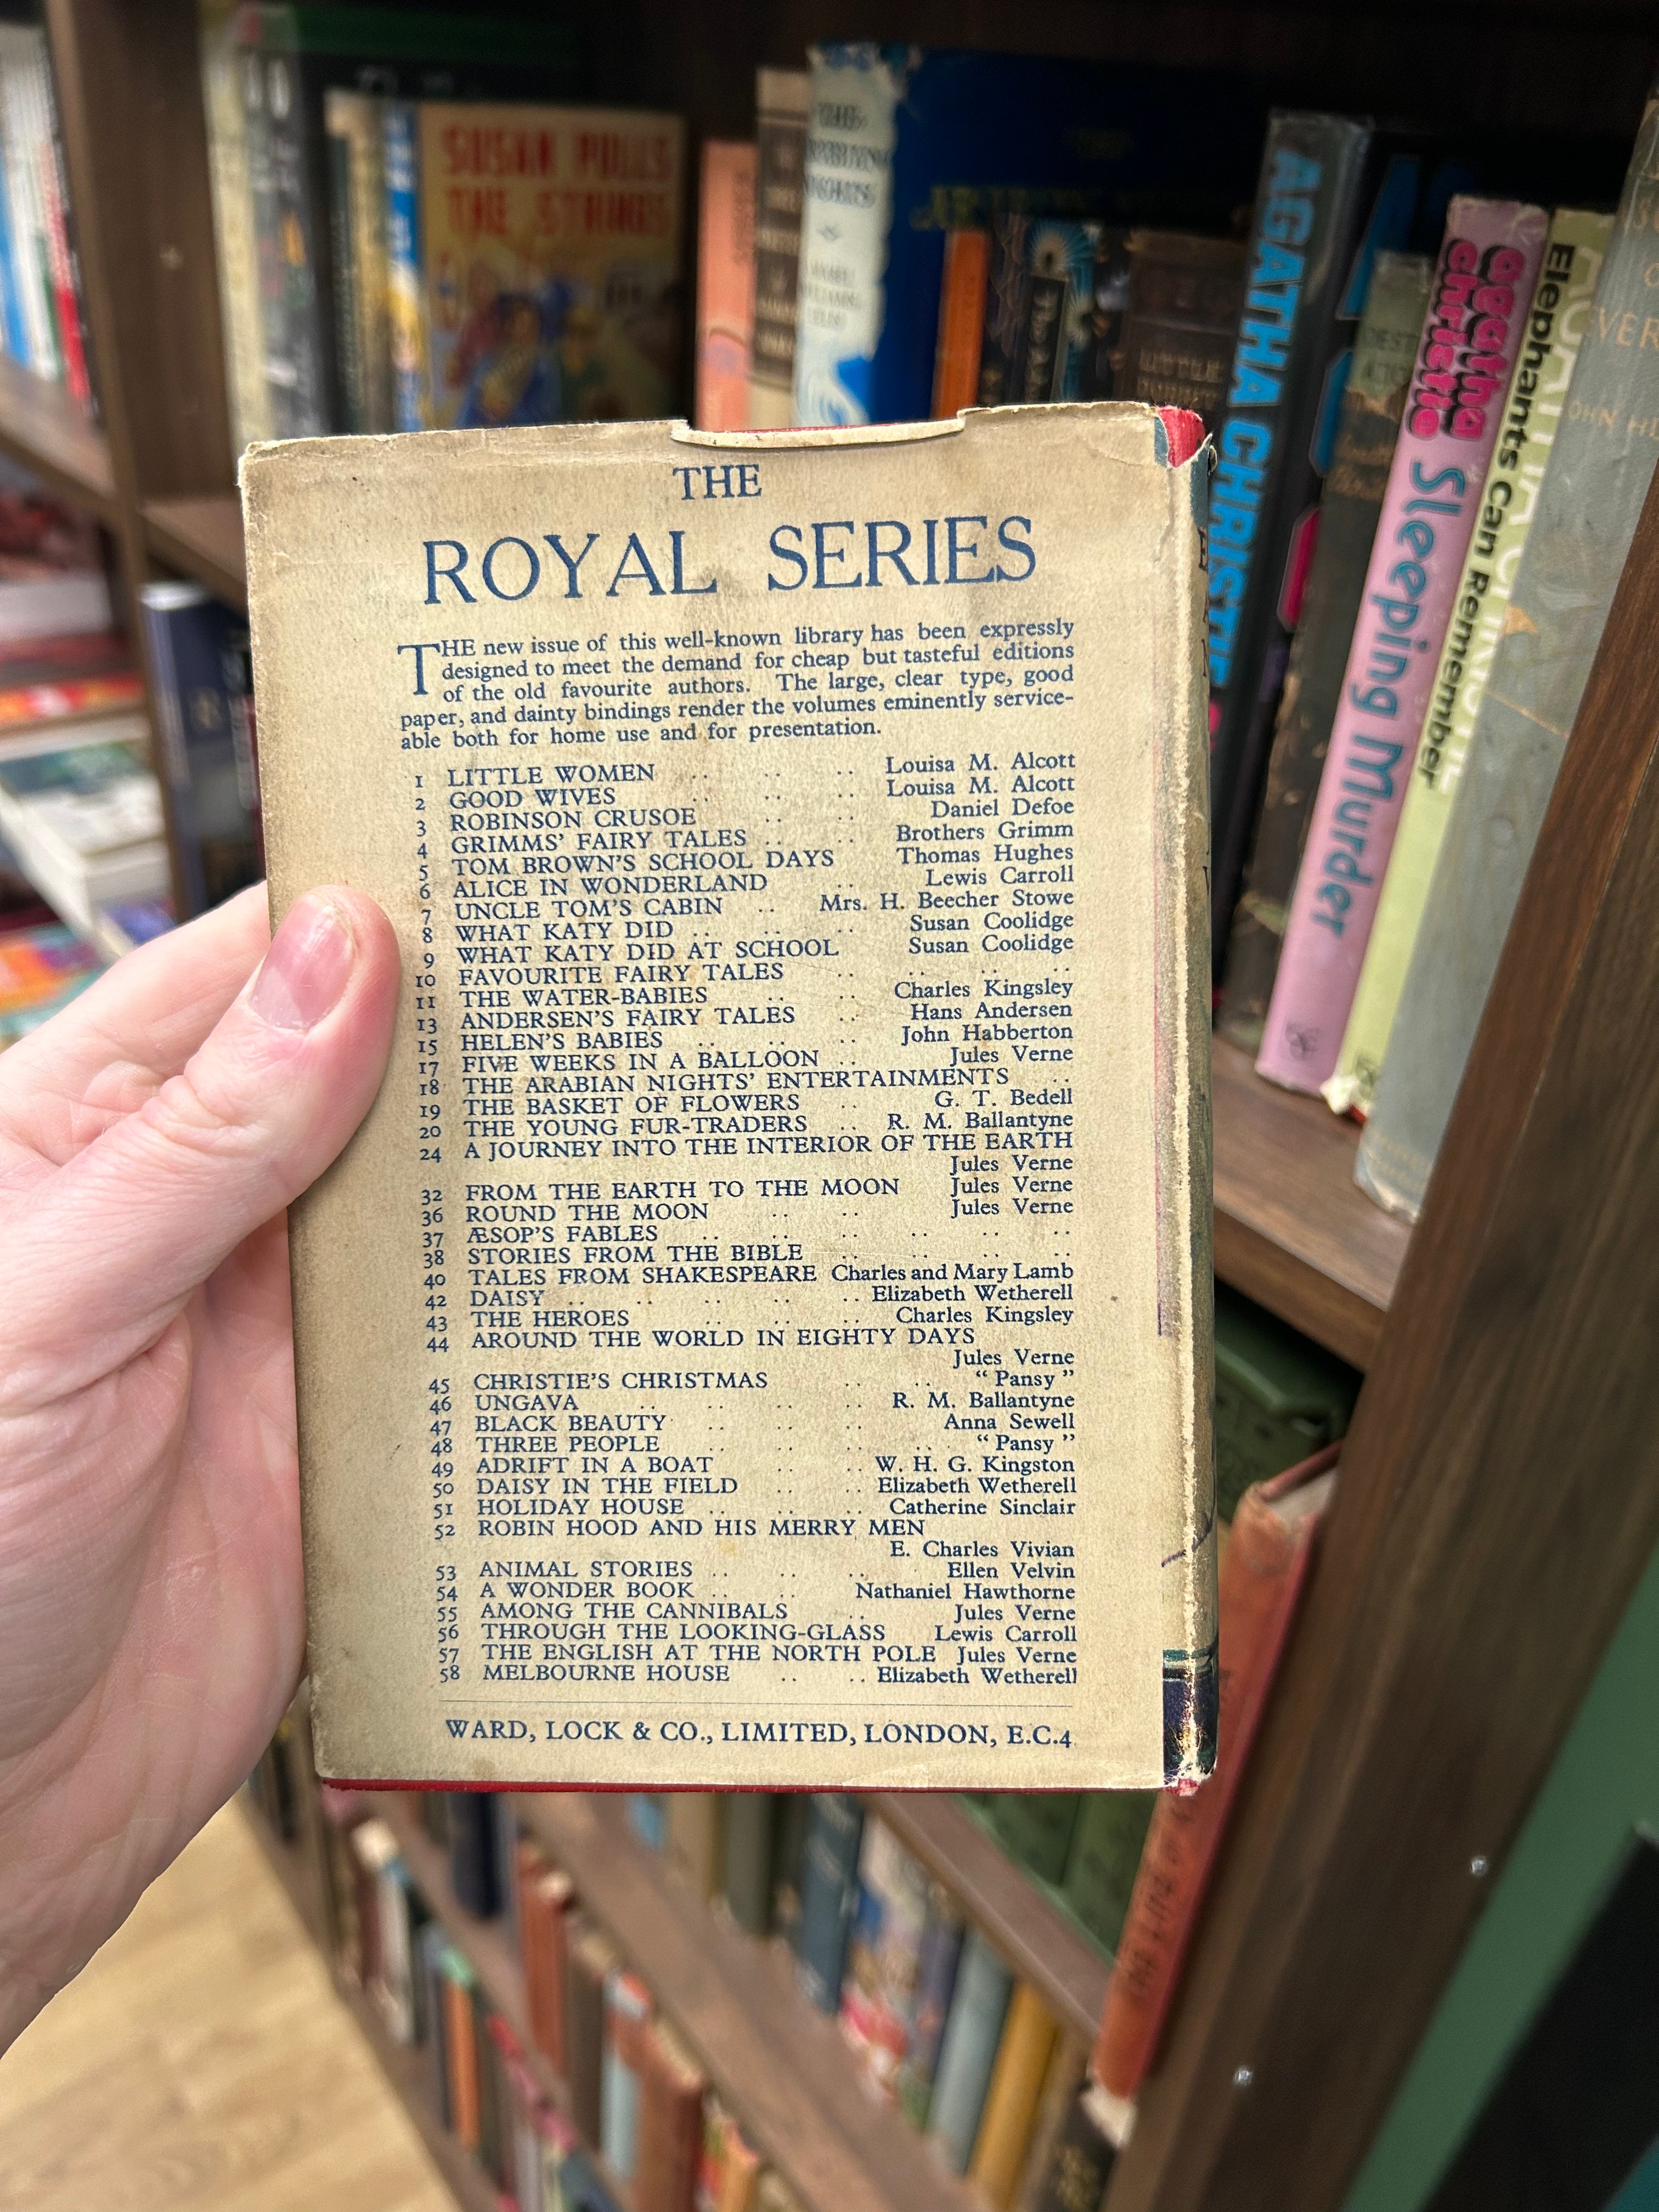 SUSAN PULLS
THE STRINGS
AGATHA CHRISTIE
agatha
christie
Sleeping Murder
Elephants Can Remember
THE
ROYAL SERIES
THE new issue of this well-known library has been expressly
designed to meet the demand for cheap but tasteful editions
of the old favourite authors. The large, clear type, good
paper, and dainty bindings render the volumes eminently service-
able both for home use and for presentation.
1 LITTLE WOMEN .. .. .. Louisa M. Alcott
2 GOOD WIVES .. .. .. Louisa M. Alcott
3 ROBINSON CRUSOE .. .. Daniel Defoe
4 GRIMMS' FAIRY TALES .. .. Brothers Grimm
5 TOM BROWN'S SCHOOL DAYS Thomas Hughes
6 ALICE IN WONDERLAND .. Lewis Carroll
7 UNCLE TOM'S CABIN .. Mrs. H. Beecher Stowe
8 WHAT KATY DID .. .. .. Susan Coolidge
9 WHAT KATY DID AT SCHOOL Susan Coolidge
10 FAVOURITE FAIRY TALES .. .. .. ..
11 THE WATER-BABIES .. .. Charles Kingsley
13 ANDERSEN'S FAIRY TALES .. Hans Andersen
15 HELEN'S BABIES .. .. .. John Habberton
17 FIVE WEEKS IN A BALLOON .. Jules Verne
18 THE ARABIAN NIGHTS' ENTERTAINMENTS ..
19 THE BASKET OF FLOWERS .. G. T. Bedell
20 THE YOUNG FUR-TRADERS .. R. M. Ballantyne
24 A JOURNEY INTO THE INTERIOR OF THE EARTH
Jules Verne
32 FROM THE EARTH TO THE MOON Jules Verne
36 ROUND THE MOON .. .. Jules Verne
37 ÆSOP'S FABLES .. .. .. .. .. ..
38 STORIES FROM THE BIBLE .. .. .. ..
40 TALES FROM SHAKESPEARE Charles and Mary Lamb
42 DAISY .. .. .. .. .. Elizabeth Wetherell
43 THE HEROES .. .. .. Charles Kingsley
44 AROUND THE WORLD IN EIGHTY DAYS
Jules Verne
45 CHRISTIE'S CHRISTMAS .. .. "Pansy"
46 UNGAVA .. .. .. .. R. M. Ballantyne
47 BLACK BEAUTY .. .. .. Anna Sewell
48 THREE PEOPLE .. .. .. .. "Pansy"
49 ADRIFT IN A BOAT .. .. W. H. G. Kingston
50 DAISY IN THE FIELD .. .. Elizabeth Wetherell
51 HOLIDAY HOUSE .. .. .. Catherine Sinclair
52 ROBIN HOOD AND HIS MERRY MEN
E. Charles Vivian
53 ANIMAL STORIES .. .. .. Ellen Velvin
54 A WONDER BOOK .. .. Nathaniel Hawthorne
55 AMONG THE CANNIBALS .. Jules Verne
56 THROUGH THE LOOKING-GLASS Lewis Carroll
57 THE ENGLISH AT THE NORTH POLE Jules Verne
58 MELBOURNE HOUSE .. .. Elizabeth Wetherell
WARD, LOCK & CO., LIMITED, LONDON, E.C.4